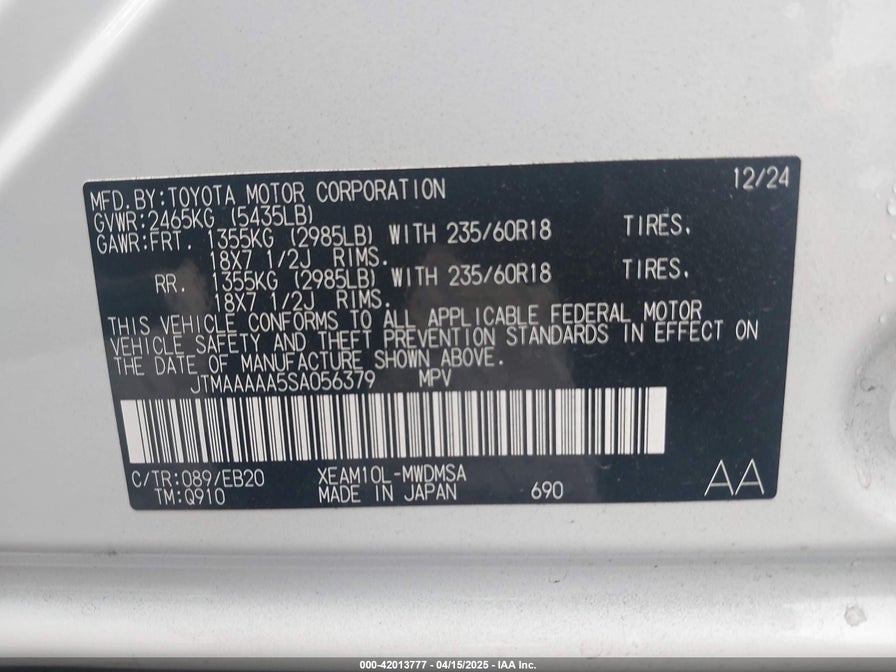 12/24
MFD. BY: TOYOTA MOTOR CORPORATION
GVWR: 2465KG (5435LB)
GAWR: FRT. 1355KG (2985LB) WITH 235/60R18 TIRES.
18X7 1/2J RIMS.
RR. 1355KG (2985LB) WITH 235/60R18 TIRES.
18X7 1/2J RIMS.
THIS VEHICLE CONFORMS TO ALL APPLICABLE FEDERAL MOTOR
VEHICLE SAFETY AND THEFT PREVENTION STANDARDS IN EFFECT ON
THE DATE OF MANUFACTURE SHOWN ABOVE.
JTMAAAAA5SA056379 MPV
C/TR: 089/EB20 XEAM10L-MWDMSA
TM: Q910 MADE IN JAPAN 690 AA
000-42013777 - 04/15/2025 - IAA Inc.